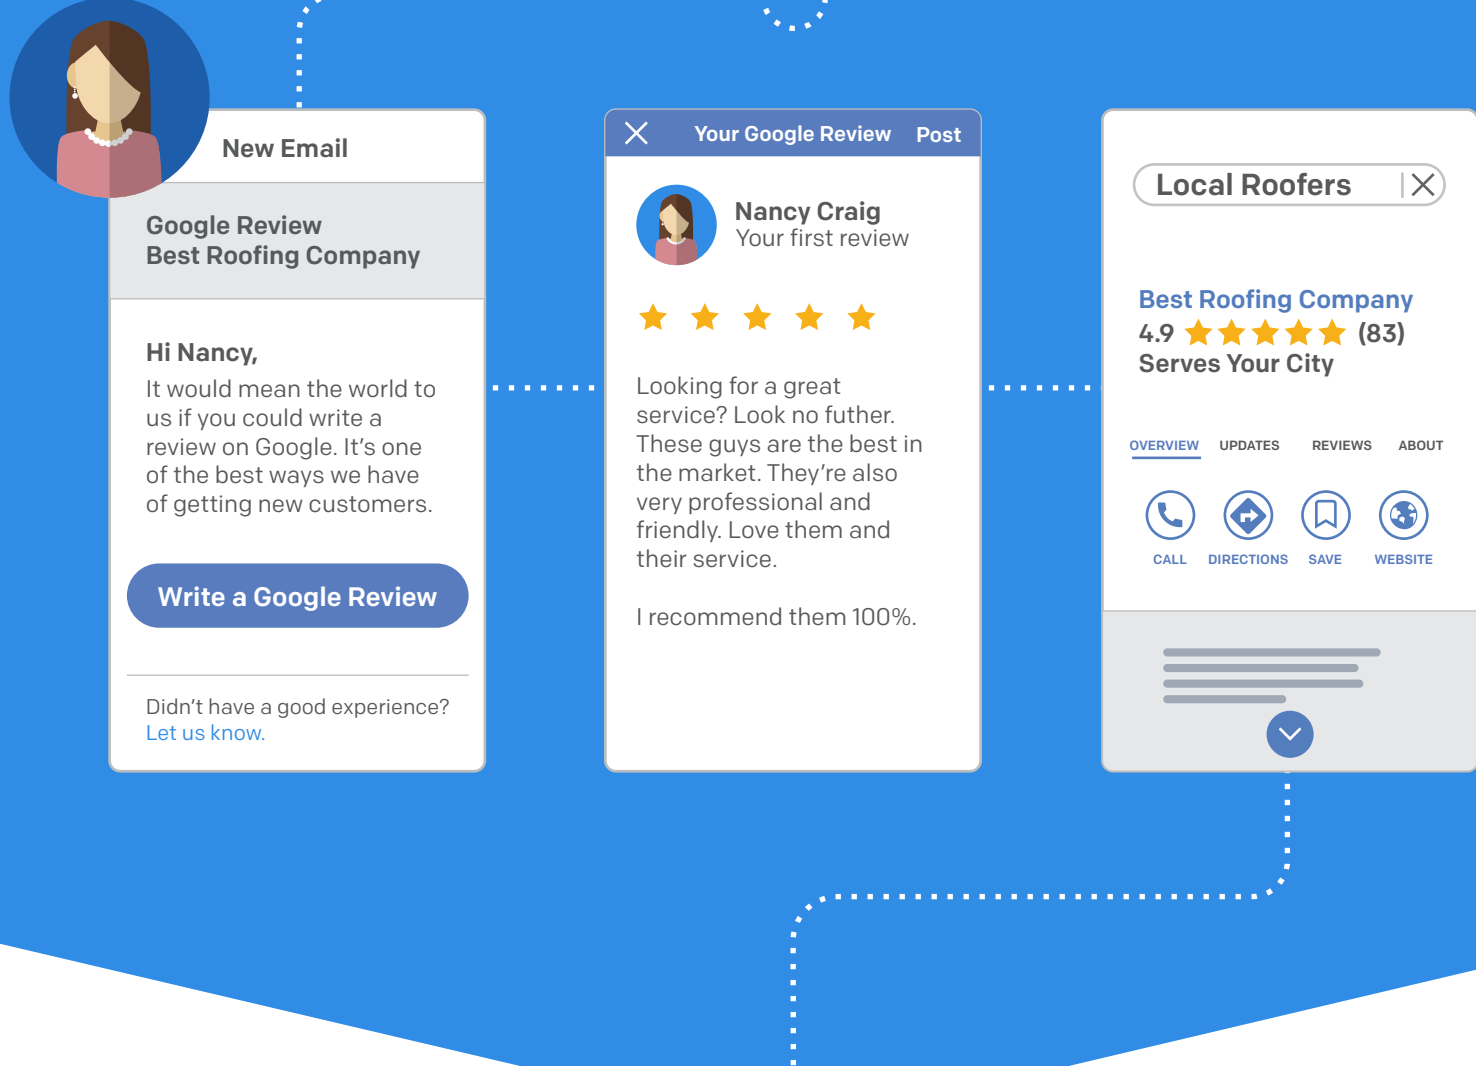 New Email
Google Review
Best Roofing Company
Hi Nancy,
It would mean the world to
us if you could write a
review on Google. It's one
of the best ways we have
of getting new customers.
Write a Google Review
Didn't have a good experience?
Let us know.
Your Google Review Post
Nancy Craig
Your first review
Looking for a great
service? Look no futher.
These guys are the best in
the market. They're also
very professional and
friendly. Love them and
their service.
I recommend them 100%.
Local Roofers
Best Roofing Company
4.9 (83)
Serves Your City
OVERVIEW UPDATES REVIEWS ABOUT
CALL DIRECTIONS SAVE WEBSITE